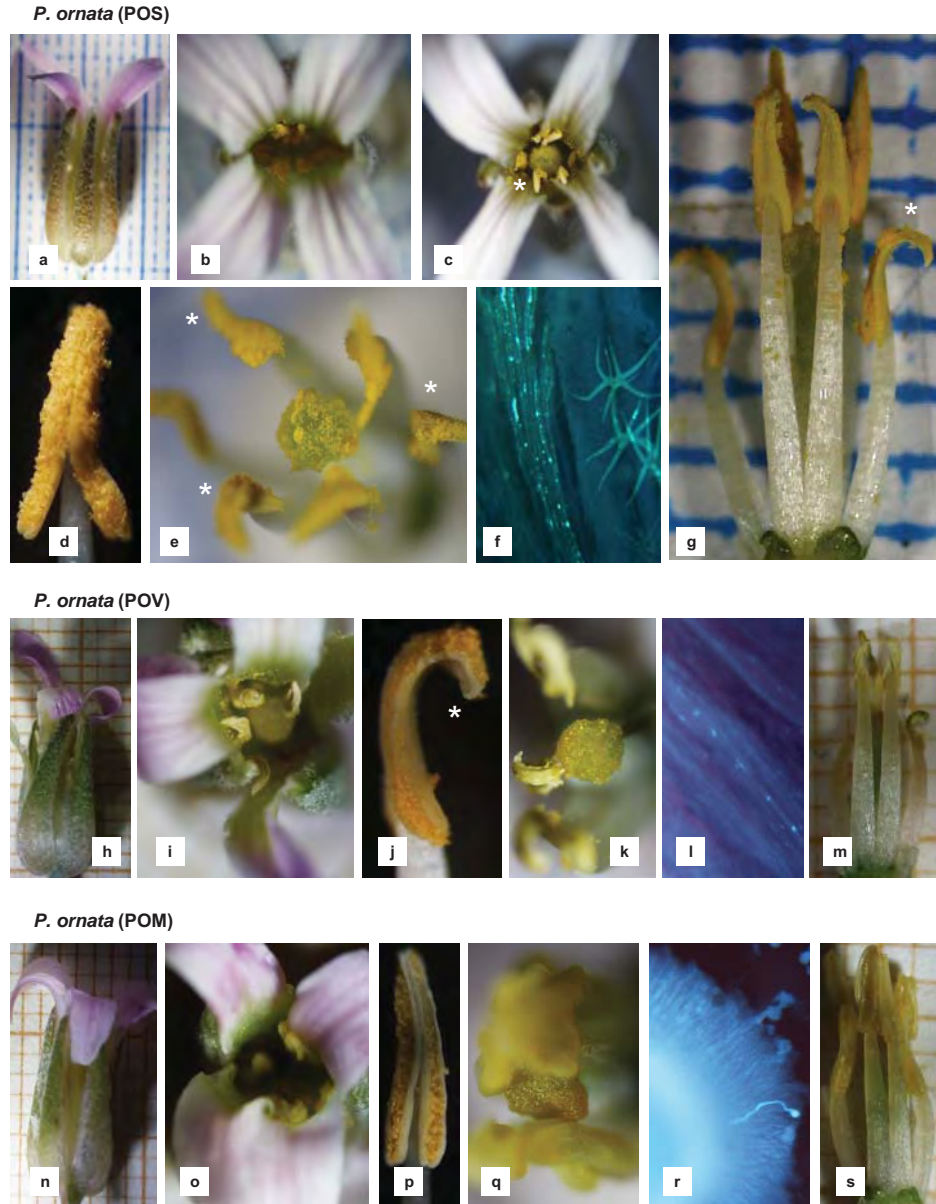 P. ornata (POS)
a
b
c
*
*
g
d
*
*
*
e
f
P. ornata (POV)
h
i
j
*
k
l
m
P. ornata (POM)
n
o
p
q
r
s